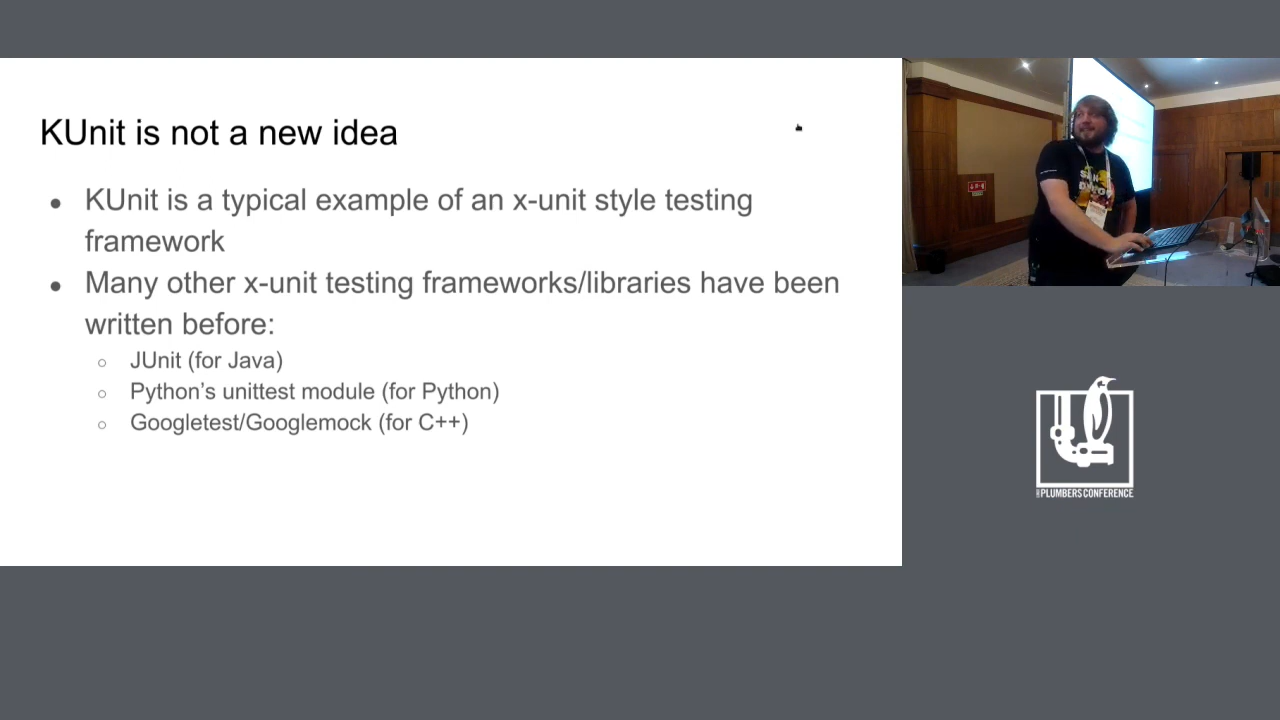 KUnit is not a new idea
● KUnit is a typical example of an x-unit style testing
framework
● Many other x-unit testing frameworks/libraries have been
written before:
○ JUnit (for Java)
○ Python’s unittest module (for Python)
○ Googletest/Googlemock (for C++)
PLUMBERS CONFERENCE